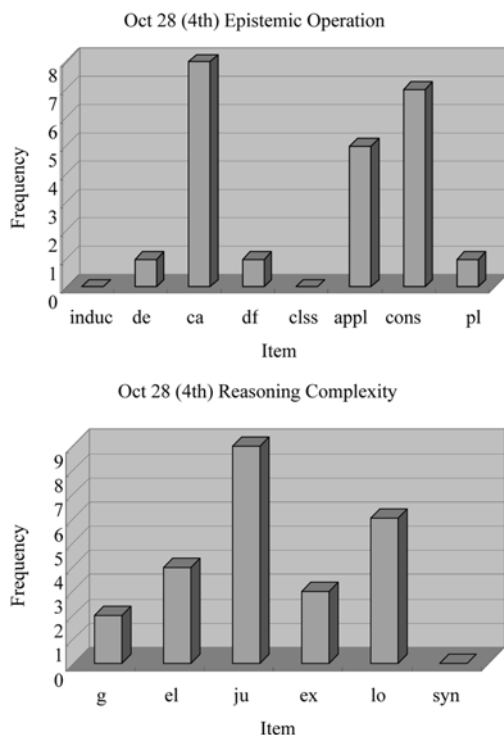 Oct 28 (4th) Epistemic Operation
8
7
6
5
4
3
2
1
0
Frequency
induc de ca df clss appl cons pl
Item
Oct 28 (4th) Reasoning Complexity
9
8
7
6
5
4
3
2
1
0
Frequency
g el ju ex lo syn
Item